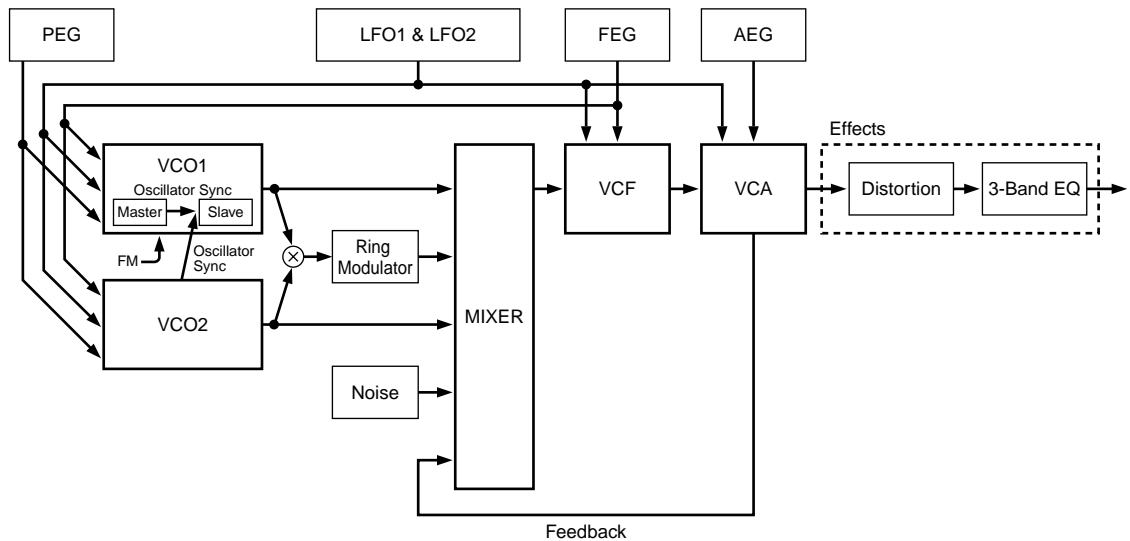 PEG
LFO1 & LFO2
FEG
AEG
Effects
VCO1
Oscillator Sync
Master
Slave
FM
Oscillator
Sync
VCO2
×
Ring
Modulator
Noise
MIXER
VCF
VCA
Distortion
3-Band EQ
Feedback